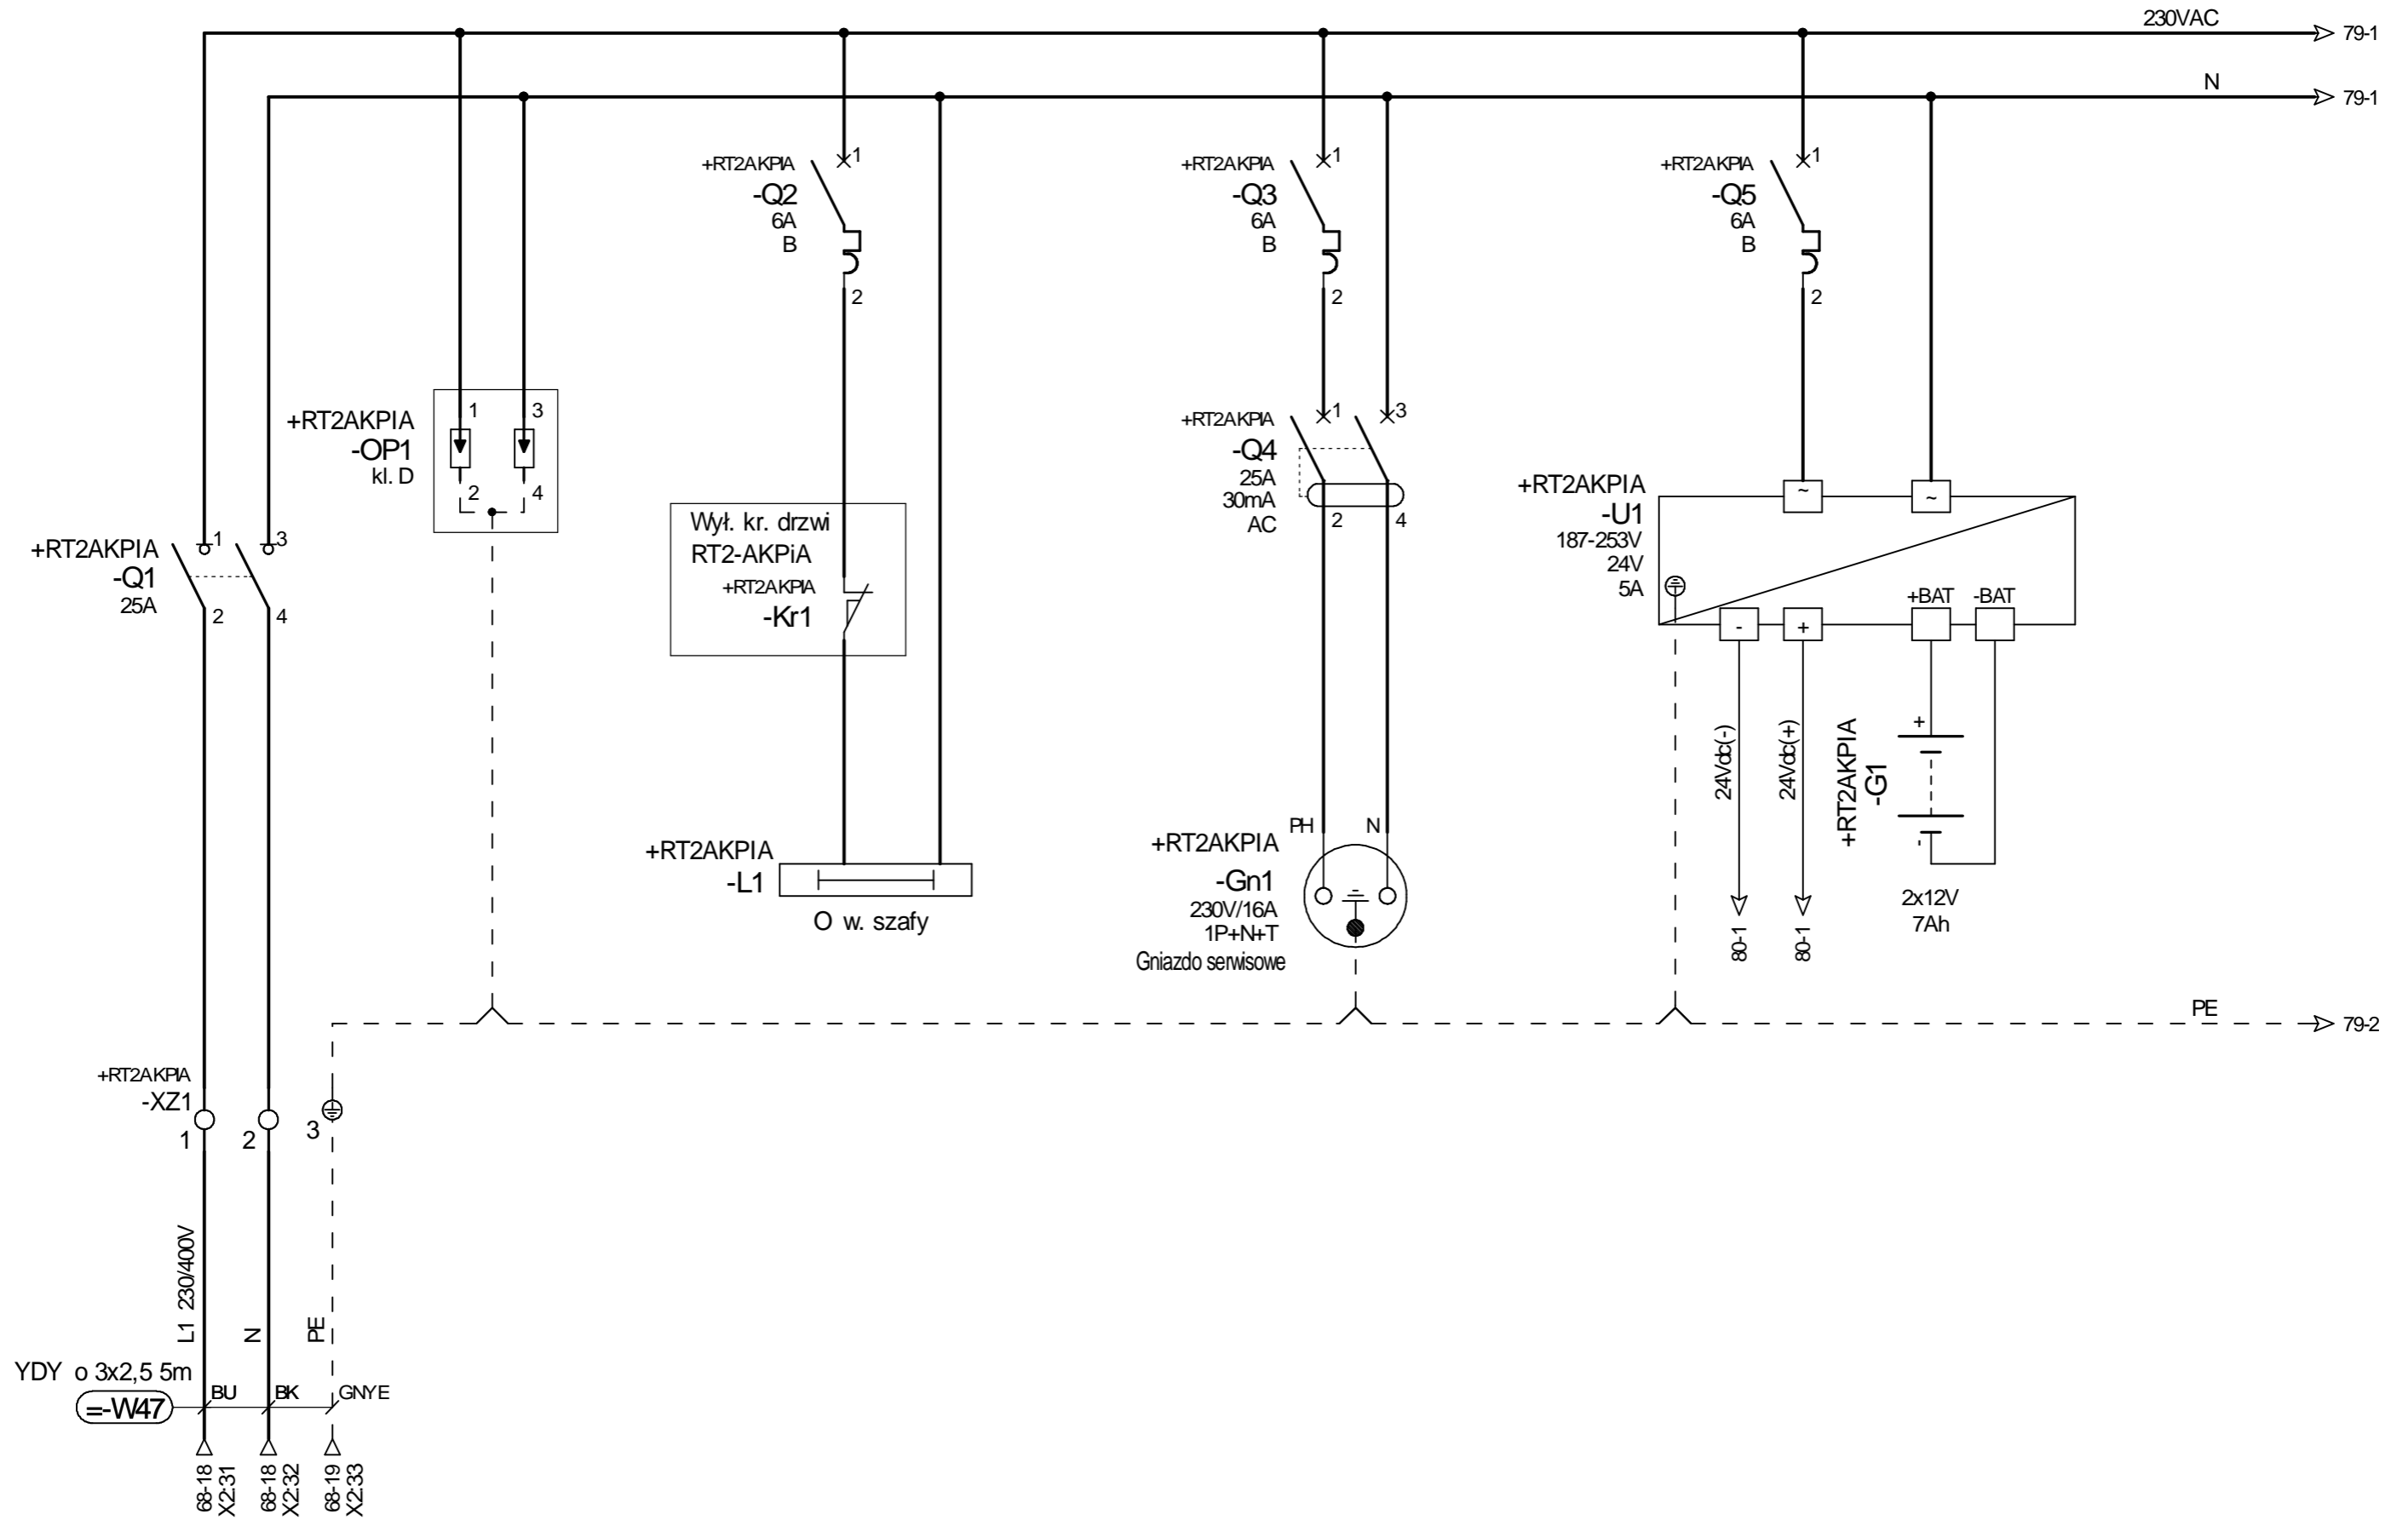 230VAC
79-1
N
79-1
+RT2AKPIA
-Q2
6A
B
1
2
+RT2AKPIA
-Q3
6A
B
1
2
+RT2AKPIA
-Q5
6A
B
1
2
+RT2AKPIA
-OP1
kl. D
1
3
2
4
+RT2AKPIA
-Q4
25A
30mA
AC
1
3
2
4
+RT2AKPIA
-Q1
25A
1
3
2
4
Wył. kr. drzwi
RT2-AKPiA
+RT2AKPIA
-Kr1
+RT2AKPIA
-U1
187-253V
24V
5A
~
~
-
+
+BAT
-BAT
24Vdc(-)
24Vdc(+)
80-1
80-1
+RT2AKPIA
-G1
+
-
2x12V
7Ah
+RT2AKPIA
-L1
O w. szafy
PH
N
+RT2AKPIA
-Gn1
230V/16A
1P+N+T
Gniazdo serwisowe
PE
79-2
+RT2AKPIA
-XZ1
1
2
3
L1 230/400V
N
PE
YDY o 3x2,5 5m
=-W47
BU
BK
GNYE
68-18
X2:31
68-18
X2:32
68-19
X2:33